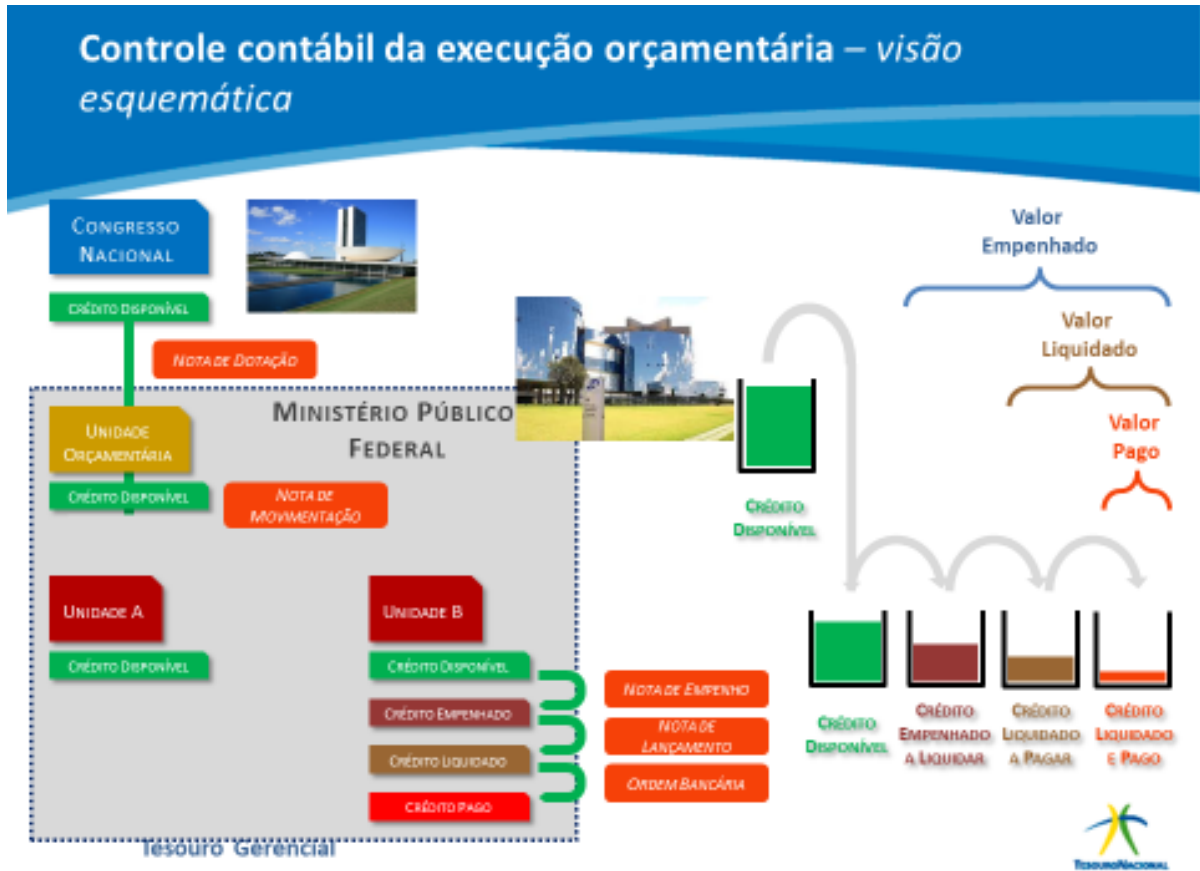 Controle contábil da execução orçamentária – visão
esquemática
CONGRESSO
NACIONAL
CRÉDITO DISPONÍVEL
NOTA DE DOTAÇÃO
MINISTÉRIO PÚBLICO
FEDERAL
UNIDADE
ORÇAMENTÁRIA
CRÉDITO DISPONÍVEL
NOTA DE
MOVIMENTAÇÃO
UNIDADE A
CRÉDITO DISPONÍVEL
UNIDADE B
CRÉDITO DISPONÍVEL
CRÉDITO EMPENHADO
CRÉDITO LIQUIDADO
CRÉDITO PAGO
NOTA DE EMPENHO
NOTA DE
LANÇAMENTO
ORDEM BANCÁRIA
Valor
Empenhado
Valor
Liquidado
Valor
Pago
CRÉDITO
DISPONÍVEL
CRÉDITO
DISPONÍVEL
CRÉDITO
EMPENHADO
A LIQUIDAR
CRÉDITO
LIQUIDADO
A PAGAR
CRÉDITO
LIQUIDADO
E PAGO
Tesouro Gerencial
TESOURONACIONAL